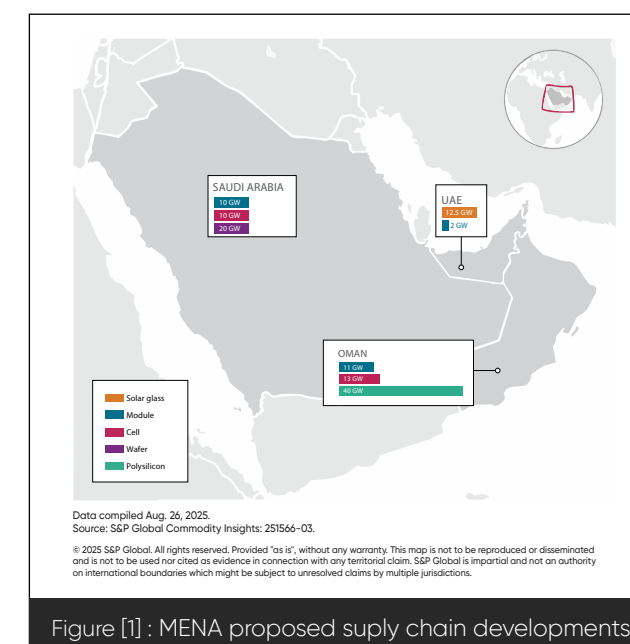 SAUDI ARABIA
10 GW
10 GW
20 GW
UAE
12.5 GW
2 GW
OMAN
11 GW
13 GW
40 GW
Solar glass
Module
Cell
Wafer
Polysilicon
Data compiled Aug. 26, 2025.
Source: S&P Global Commodity Insights: 251566-03.
© 2025 S&P Global. All rights reserved. Provided "as is", without any warranty. This map is not to be reproduced or disseminated
and is not to be used nor cited as evidence in connection with any territorial claim. S&P Global is impartial and not an authority
on international boundaries which might be subject to unresolved claims by multiple jurisdictions.
Figure [1] : MENA proposed suply chain developments